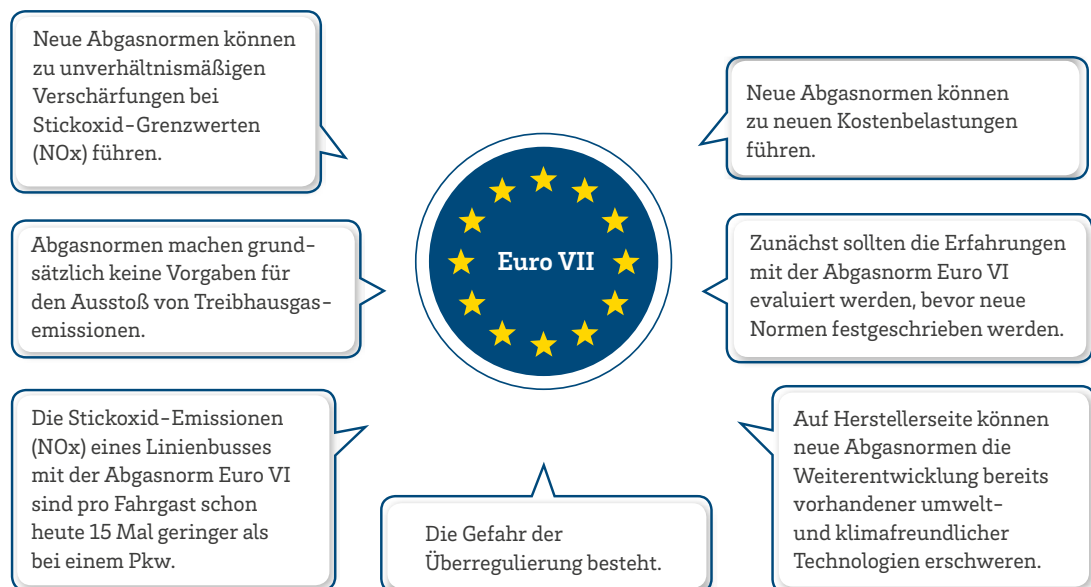 Neue Abgasnormen können
zu unverhältnismäßigen
Verschärfungen bei
Stickoxid-Grenzwerten
(NOx) führen.
Neue Abgasnormen können
zu neuen Kostenbelastungen
führen.
Abgasnormen machen grund-
sätzlich keine Vorgaben für
den Ausstoß von Treibhausgas-
emissionen.
Euro VII
Zunächst sollten die Erfahrungen
mit der Abgasnorm Euro VI
evaluiert werden, bevor neue
Normen festgeschrieben werden.
Die Stickoxid-Emissionen
(NOx) eines Linienbusses
mit der Abgasnorm Euro VI
sind pro Fahrgast schon
heute 15 Mal geringer als
bei einem Pkw.
Die Gefahr der
Überregulierung besteht.
Auf Herstellerseite können
neue Abgasnormen die
Weiterentwicklung bereits
vorhandener umwelt-
und klimafreundlicher
Technologien erschweren.